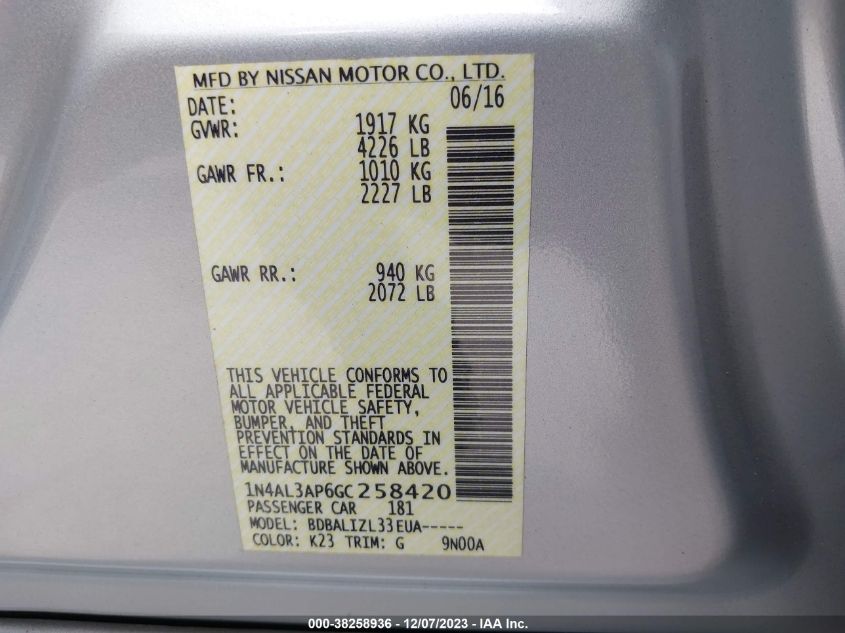 MFD BY NISSAN MOTOR CO., LTD.
DATE: 06/16
GVWR: 1917 KG
4226 LB
GAWR FR.: 1010 KG
2227 LB
GAWR RR.: 940 KG
2072 LB
THIS VEHICLE CONFORMS TO
ALL APPLICABLE FEDERAL
MOTOR VEHICLE SAFETY,
BUMPER, AND THEFT
PREVENTION STANDARDS IN
EFFECT ON THE DATE OF
MANUFACTURE SHOWN ABOVE.
1N4AL3AP6GC258420
PASSENGER CAR 181
MODEL: BDBALIZL33EUA-----
COLOR: K23 TRIM: G 9N00A
000-38258936 - 12/07/2023 - IAA Inc.